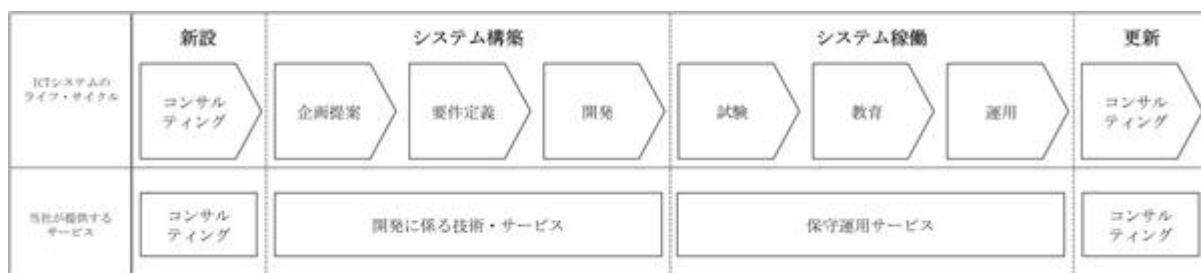 新設
システム構築
システム稼働
更新
ICTシステムの
ライフ・サイクル
コンサル
ティング
企画提案
要件定義
開発
試験
教育
運用
コンサル
ティング
当社が提供する
サービス
コンサル
ティング
開発に係る技術・サービス
保守運用サービス
コンサル
ティング